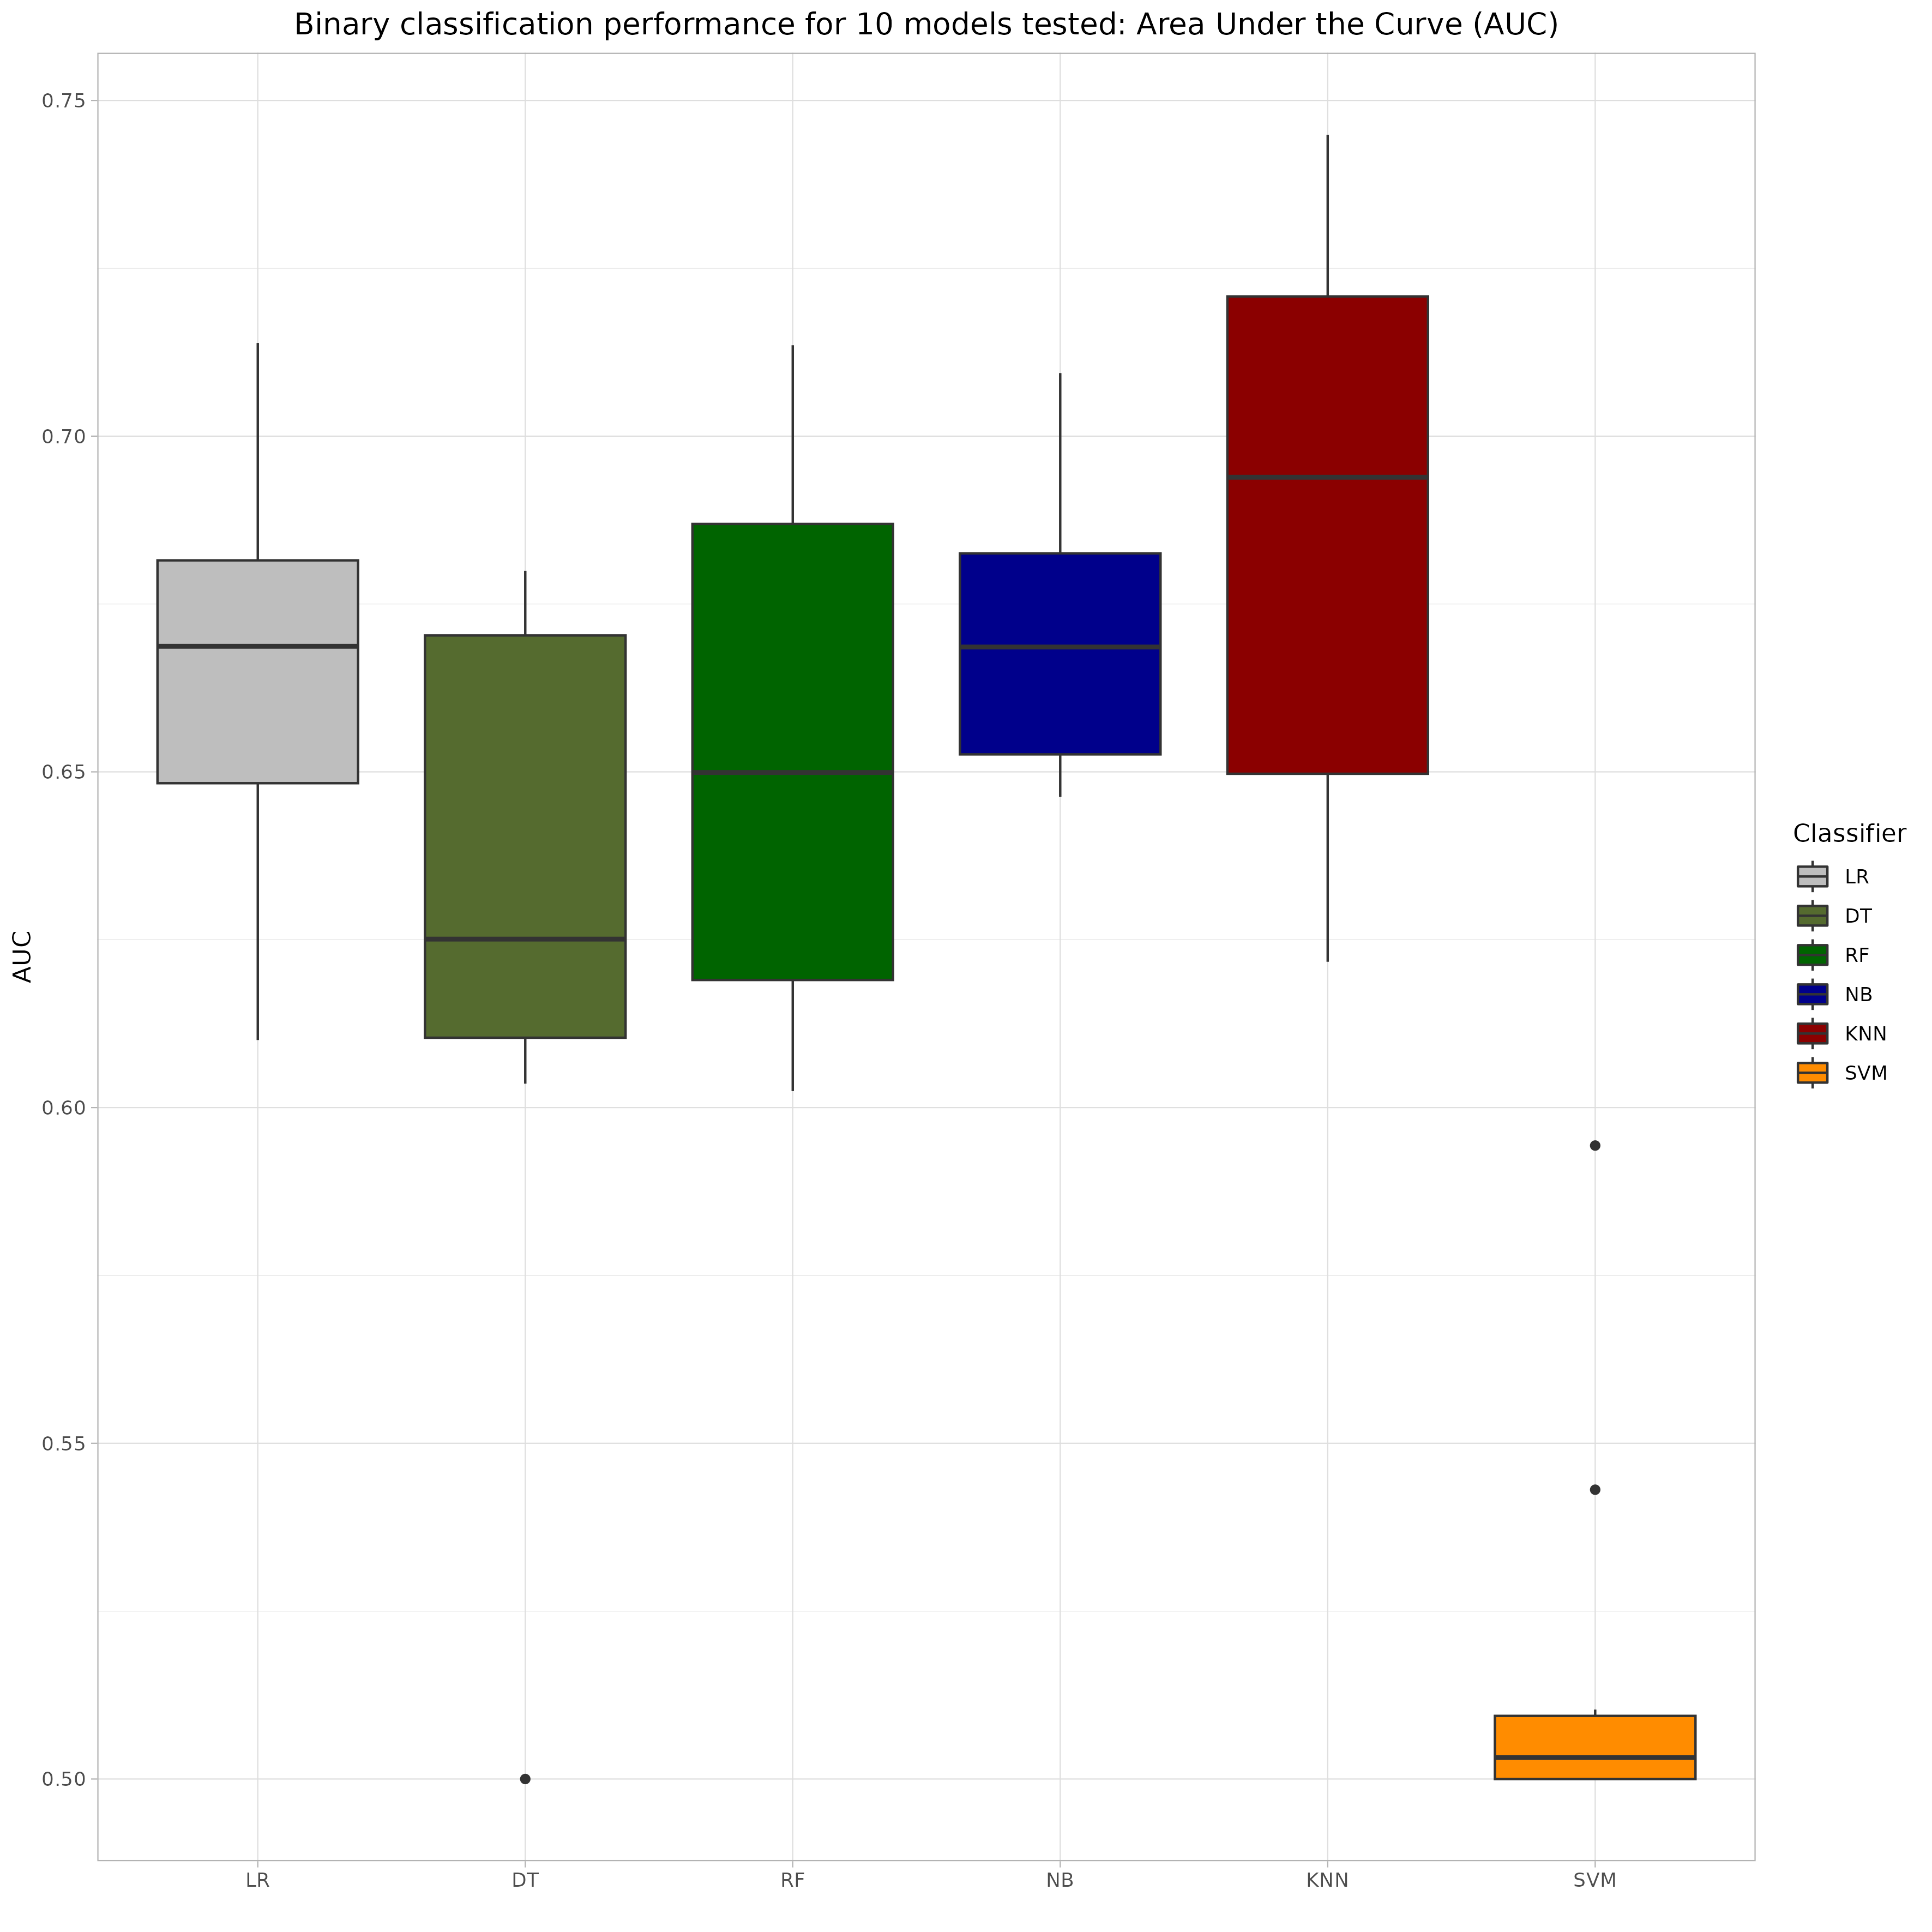 Binary classification performance for 10 models tested: Area Under the Curve (AUC)
AUC
0.75
0.70
0.65
0.60
0.55
0.50
LR DT RF NB KNN SVM
Classifier
LR
DT
RF
NB
KNN
SVM